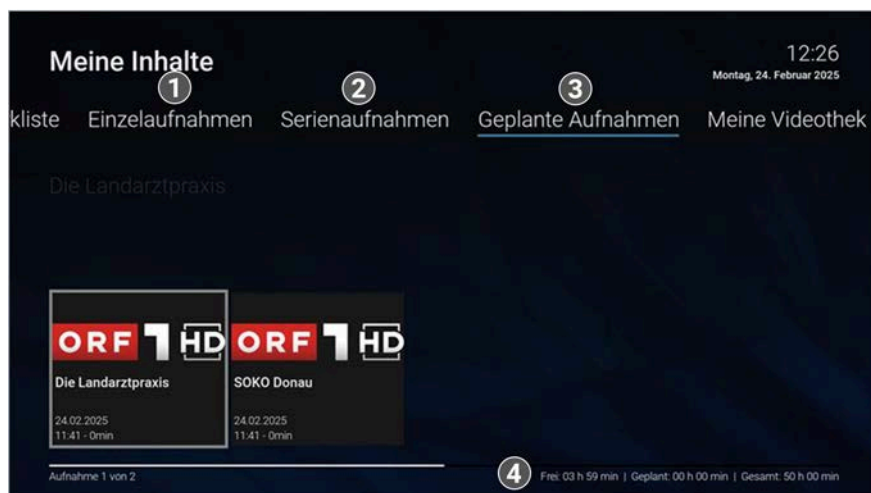 Meine Inhalte
12:26
Montag, 24. Februar 2025
1
2
3
kliste Einzelaufnahmen Serienaufnahmen Geplante Aufnahmen Meine Videothek
Die Landarztpraxis
ORF 1 HD ORF 1 HD
Die Landarztpraxis SOKO Donau
24.02.2025 24.02.2025
11:41 - 0min 11:41 - 0min
Aufnahme 1 von 2 4 Frei: 03 h 59 min | Geplant: 00 h 00 min | Gesamt: 50 h 00 min